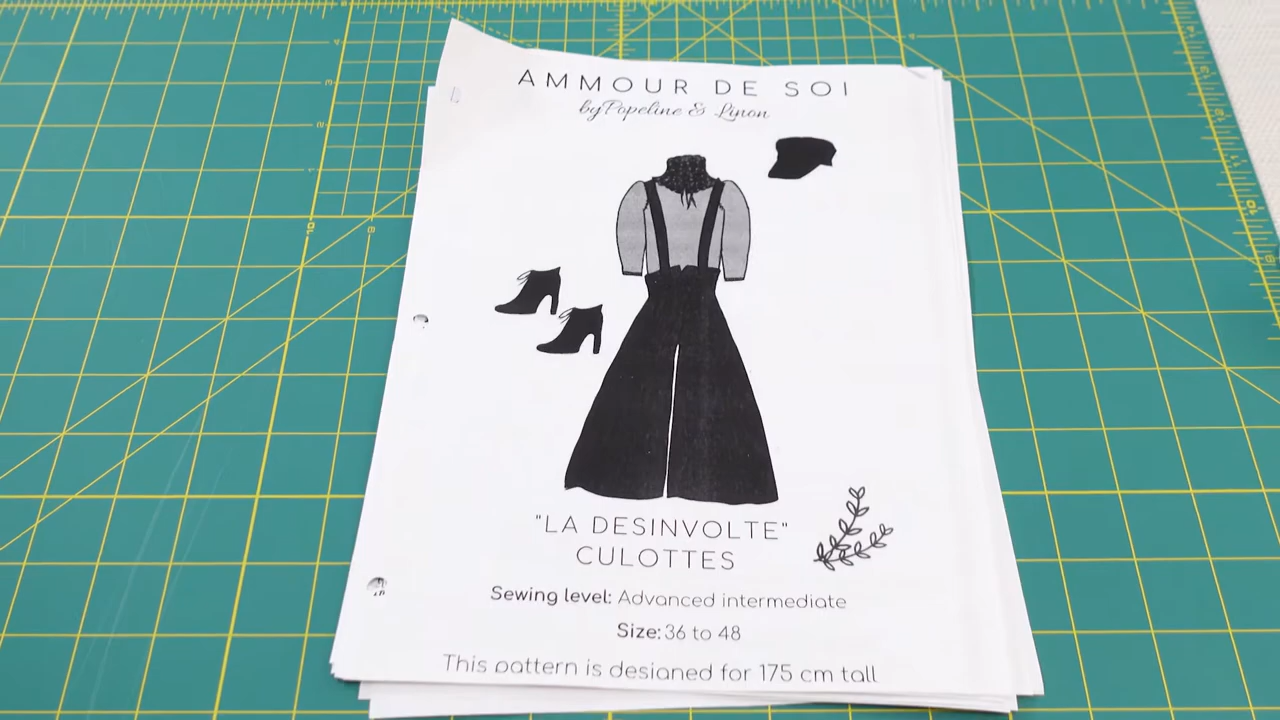 AMMOUR DE SOI
by Popeline & Linon
"LA DESINVOLTE"
CULOTTES
Sewing level: Advanced intermediate
Size: 36 to 48
This pattern is designed for 175 cm tall